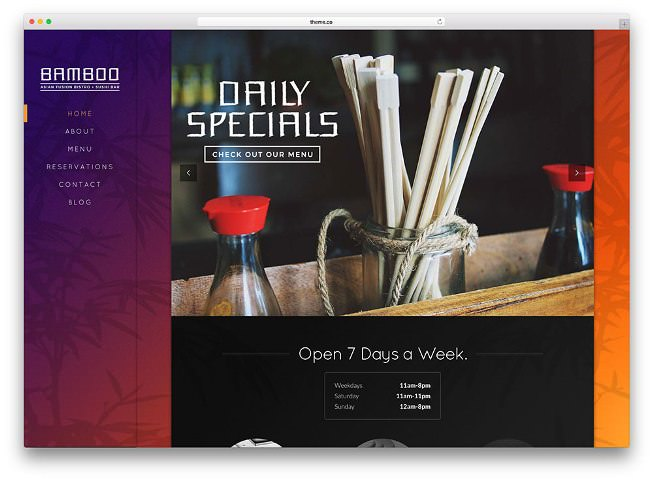 theme.co
BAMBOO
ASIAN FUSION BISTRO + SUSHI BAR
HOME
ABOUT
MENU
RESERVATIONS
CONTACT
BLOG
DAILY
SPECIALS
CHECK OUT OUR MENU
Open 7 Days a Week.
Weekdays 11am-8pm
Saturday 11am-11pm
Sunday 12am-8pm